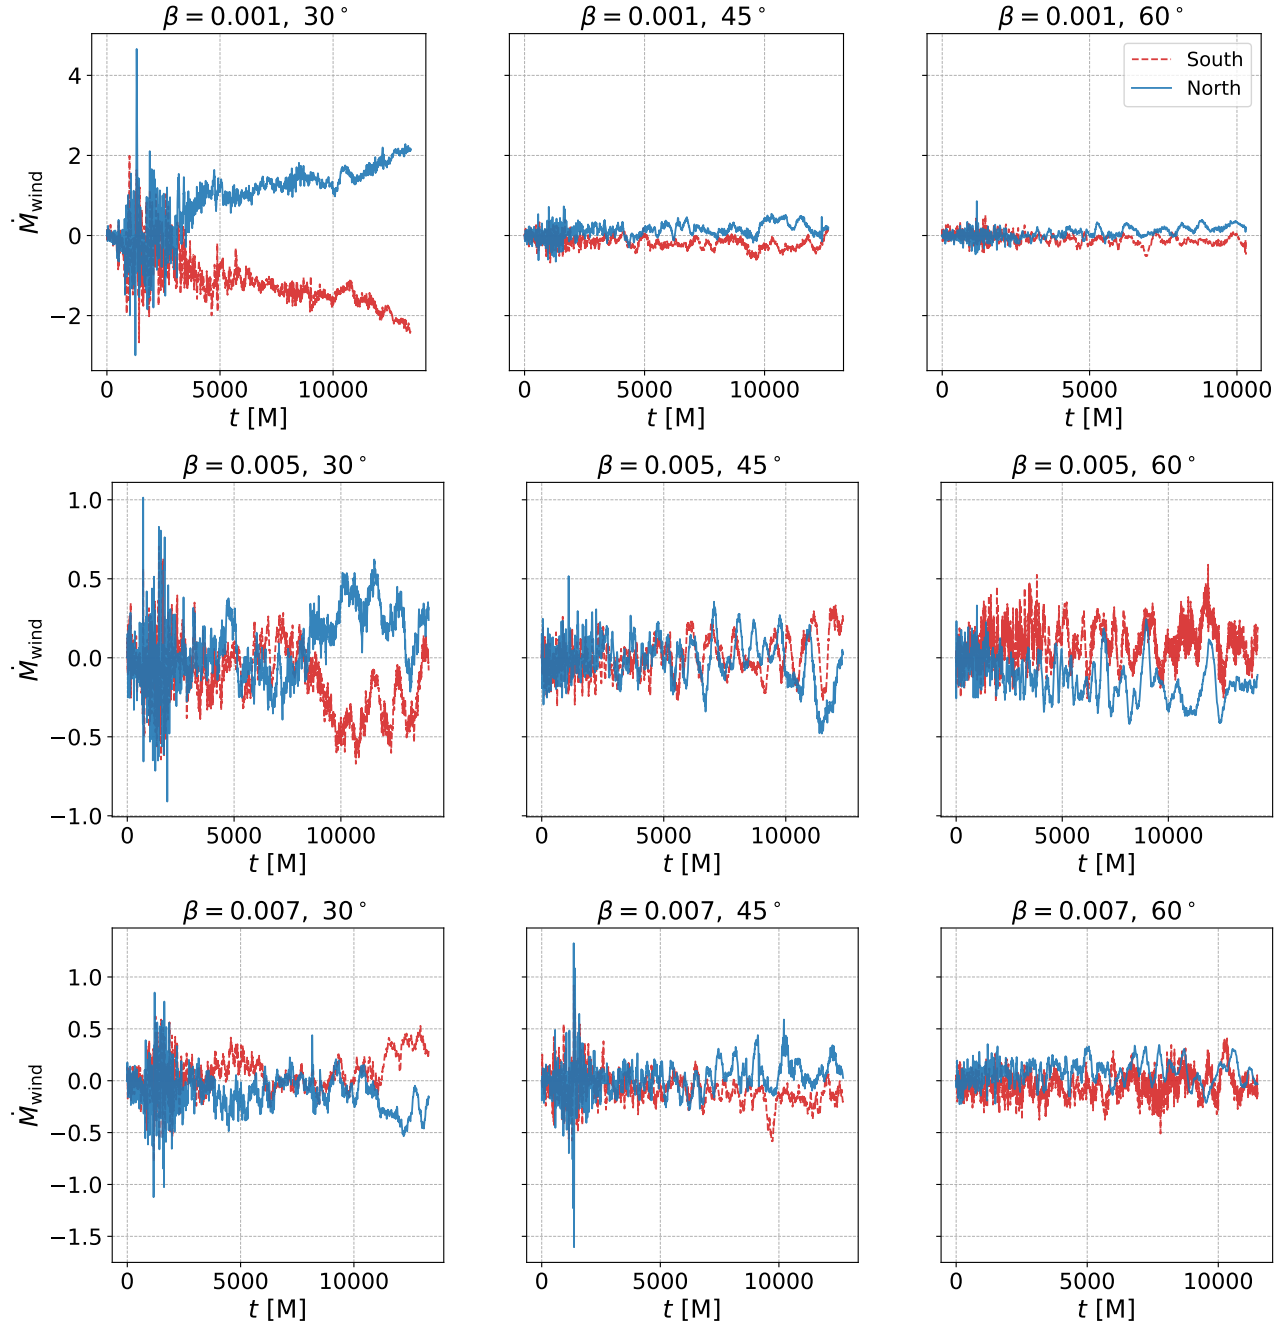 β = 0.001, 30°
β = 0.001, 45°
β = 0.001, 60°
South
North
4
2
0
−2
Ṁwind
0 5000 10000
0 5000 10000
0 5000 10000
t [M]
t [M]
t [M]
β = 0.005, 30°
β = 0.005, 45°
β = 0.005, 60°
1.0
0.5
0.0
−0.5
−1.0
Ṁwind
0 5000 10000
0 5000 10000
0 5000 10000
t [M]
t [M]
t [M]
β = 0.007, 30°
β = 0.007, 45°
β = 0.007, 60°
1.0
0.5
0.0
−0.5
−1.0
−1.5
Ṁwind
0 5000 10000
0 5000 10000
0 5000 10000
t [M]
t [M]
t [M]